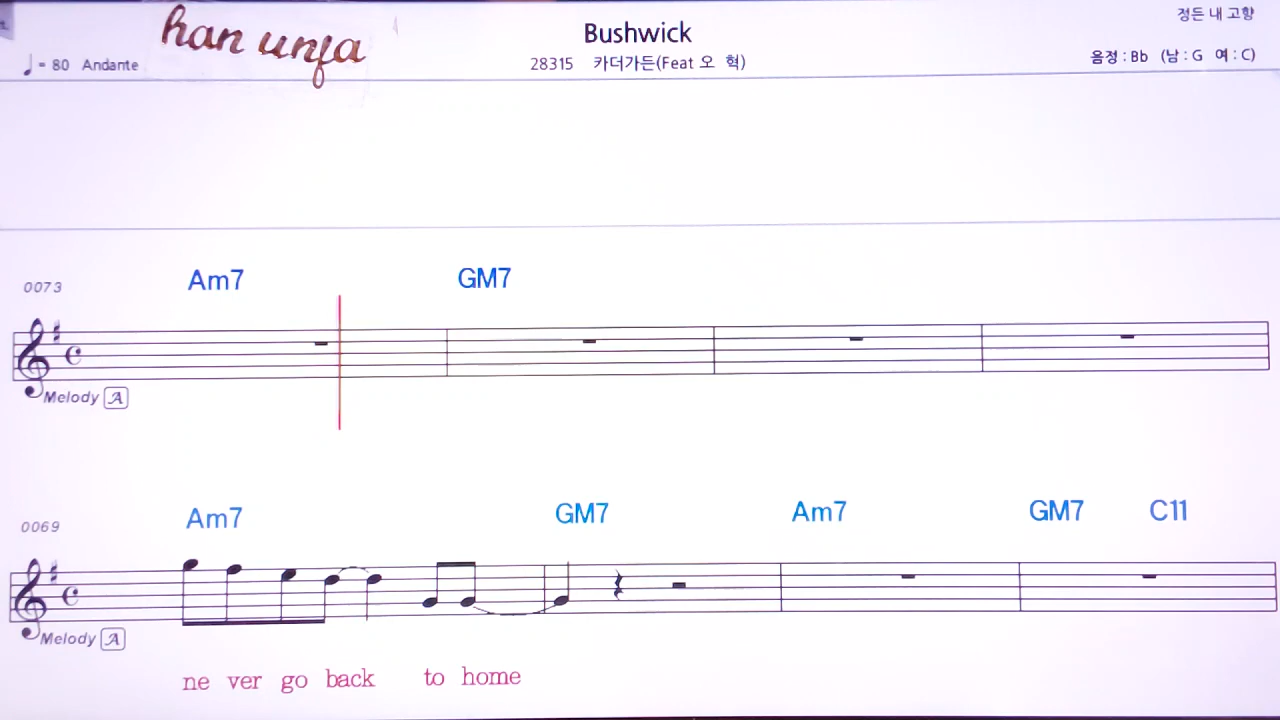 han unja
Bushwick
정든 내 고향
♩ = 80 Andante
28315 카더가든(Feat 오 혁)
음정 : Bb (남 : G 여 : C)
0073 Am7 GM7
Melody A
0069 Am7 GM7 Am7 GM7 C11
Melody A
ne ver go back to home